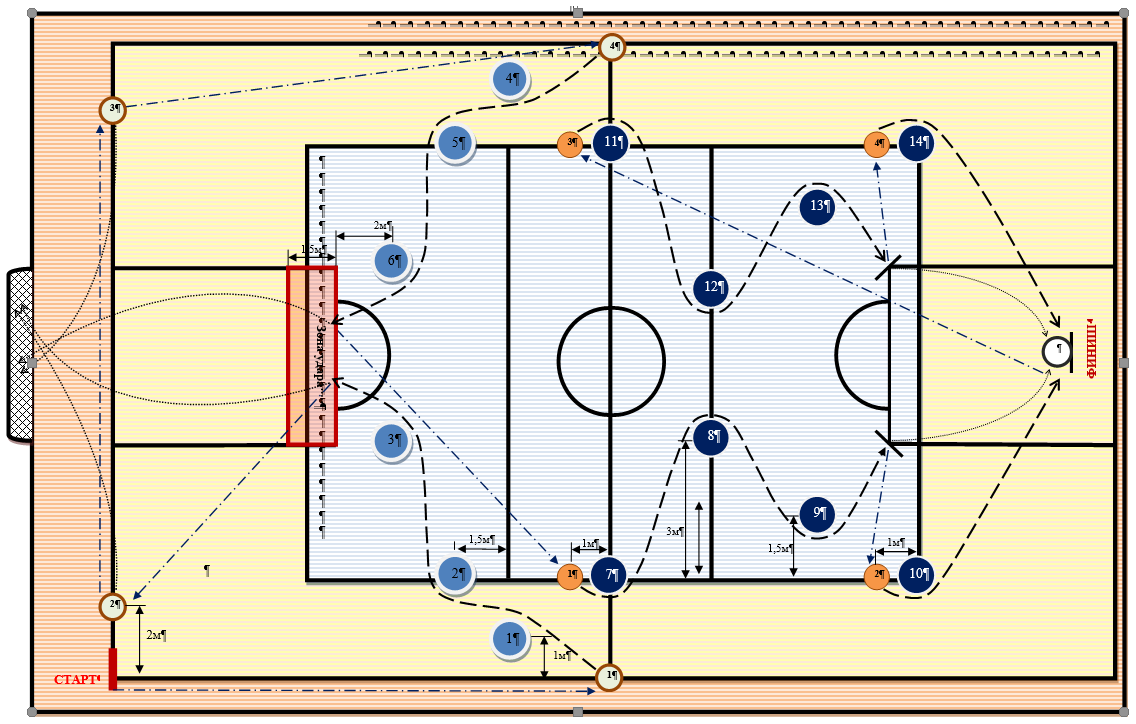 4¶
4¶
3¶
5¶
3¶
11¶
4¶
14¶
13¶
2м¶
1,5м¶
6¶
12¶
¶
ФИНИШ¶
Зона удара¶
3¶
8¶
9¶
3м¶
1,5м¶
1,5м¶
1м¶
1м¶
2¶
1¶
7¶
2¶
10¶
¶
2¶
2м¶
1¶
1м¶
СТАРТ¶
1¶